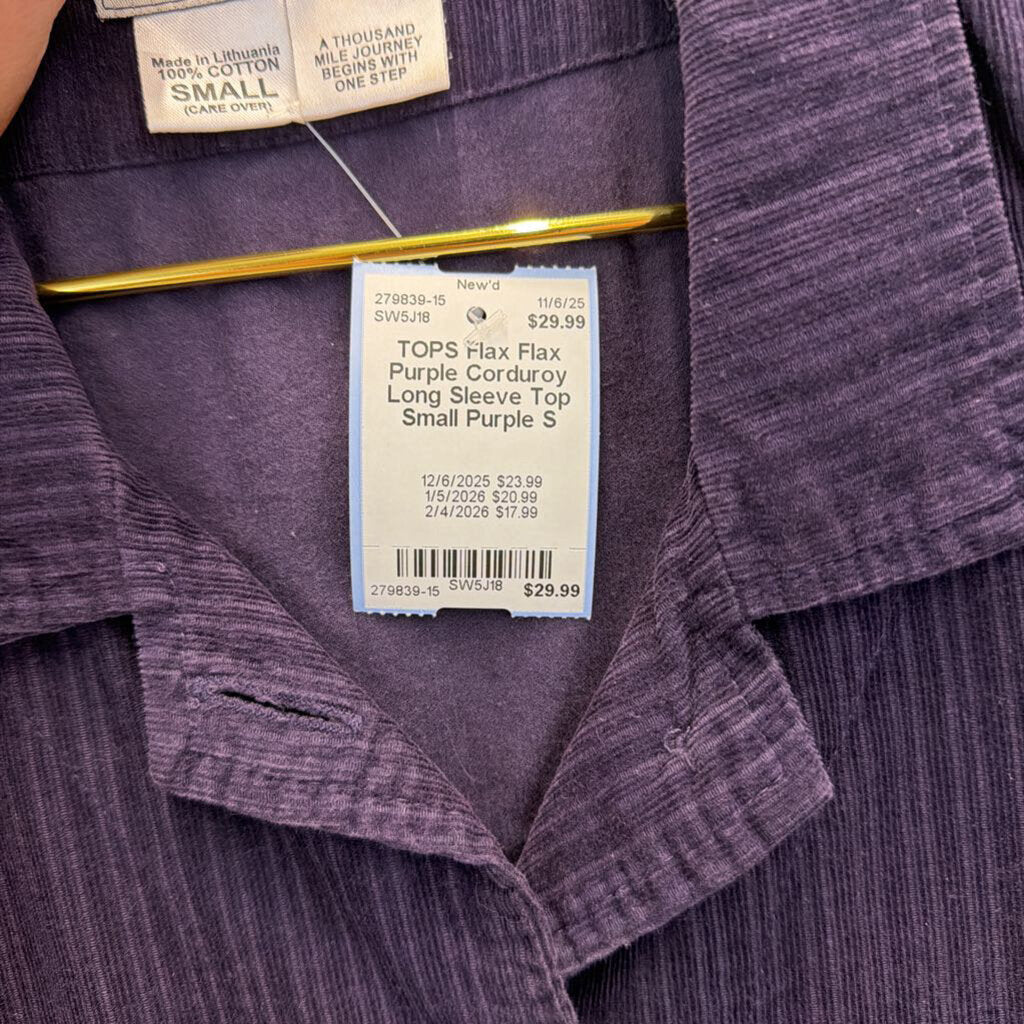 Made in Lithuania
100% COTTON
SMALL
(CARE OVER)
A THOUSAND
MILE JOURNEY
BEGINS WITH
ONE STEP
New'd
279839-15 11/6/25
SW5J18 $29.99
TOPS Flax Flax
Purple Corduroy
Long Sleeve Top
Small Purple S
12/6/2025 $23.99
1/5/2026 $20.99
2/4/2026 $17.99
279839-15 SW5J18 $29.99